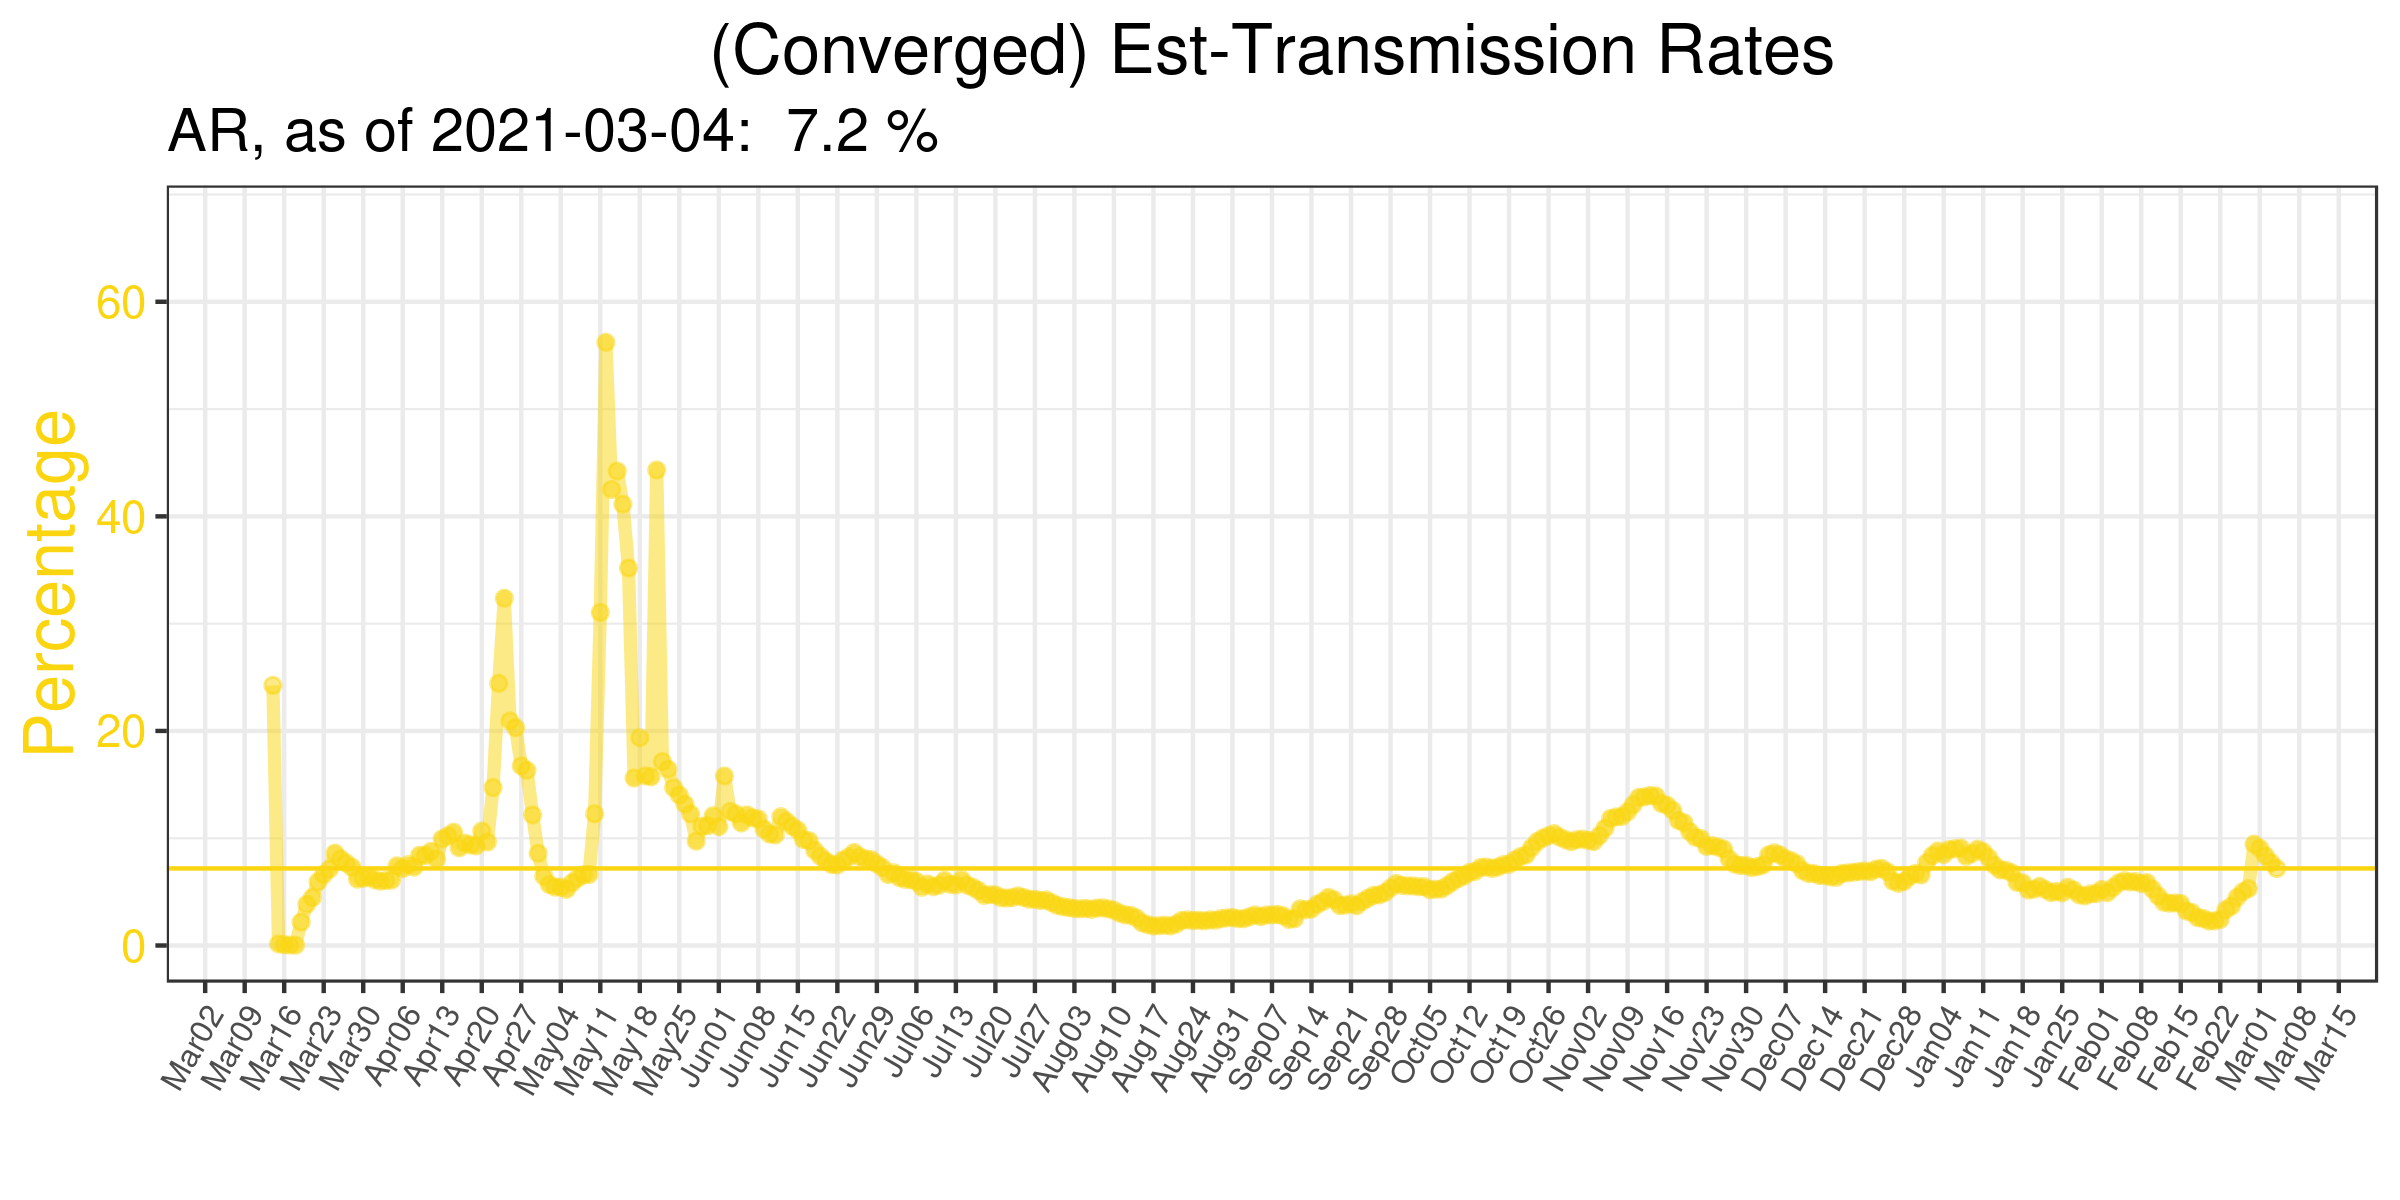 (Converged) Est-Transmission Rates
AR, as of 2021-03-04:  7.2 %
Percentage
60
40
20
0
Mar02 Mar09 Mar16 Mar23 Mar30 Apr06 Apr13 Apr20 Apr27 May04 May11 May18 May25 Jun01 Jun08 Jun15 Jun22 Jun29 Jul06 Jul13 Jul20 Jul27 Aug03 Aug10 Aug17 Aug24 Aug31 Sep07 Sep14 Sep21 Sep28 Oct05 Oct12 Oct19 Oct26 Nov02 Nov09 Nov16 Nov23 Nov30 Dec07 Dec14 Dec21 Dec28 Jan04 Jan11 Jan18 Jan25 Feb01 Feb08 Feb15 Feb22 Mar01 Mar08 Mar15